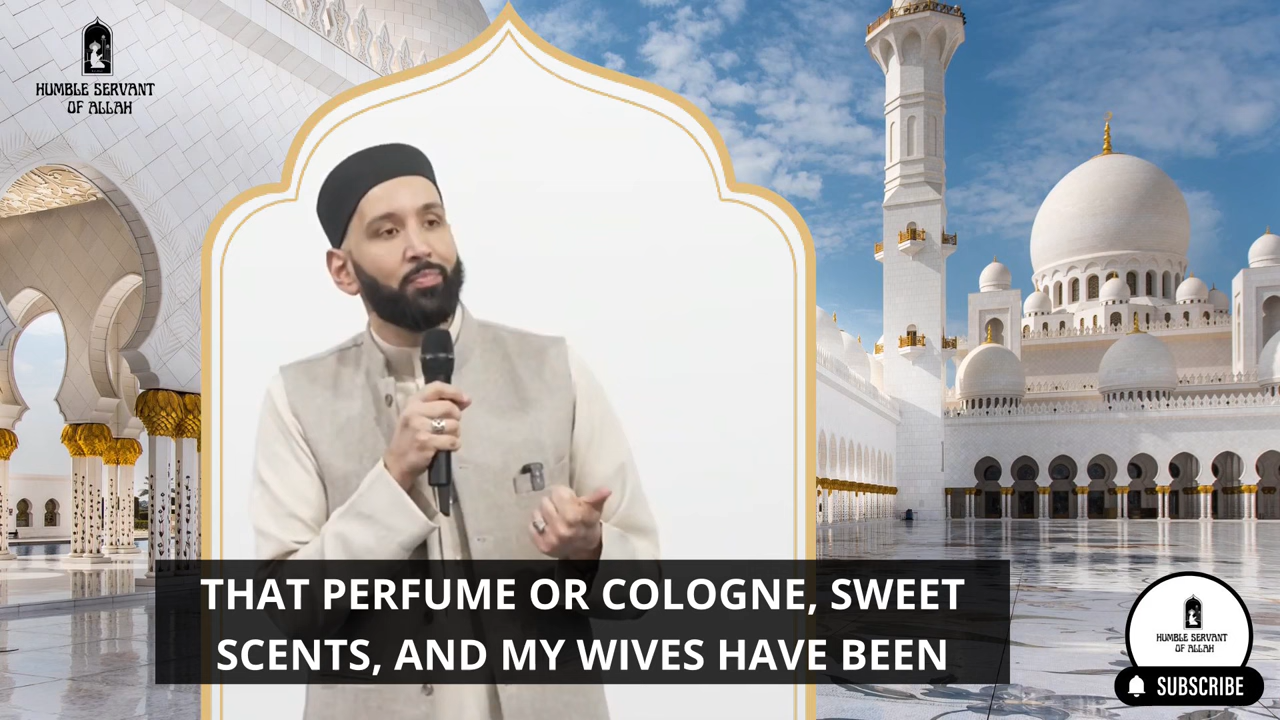 HUMBLE SERVANT
OF ALLAH
THAT PERFUME OR COLOGNE, SWEET
SCENTS, AND MY WIVES HAVE BEEN
HUMBLE SERVANT
OF ALLAH
SUBSCRIBE